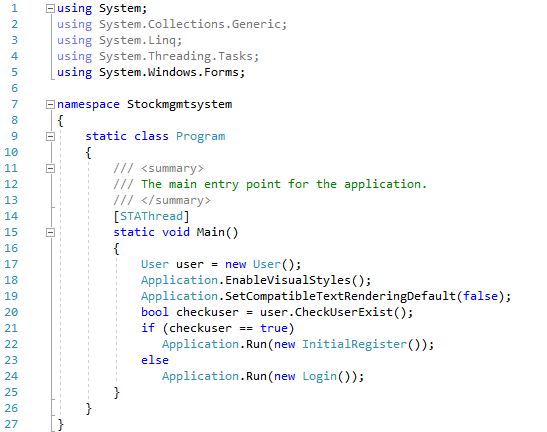 1 using System;
2 using System.Collections.Generic;
3 using System.Linq;
4 using System.Threading.Tasks;
5 using System.Windows.Forms;
6
7 namespace Stockmgmtsystem
8 {
9     static class Program
10     {
11         /// <summary>
12         /// The main entry point for the application.
13         /// </summary>
14         [STAThread]
15         static void Main()
16         {
17             User user = new User();
18             Application.EnableVisualStyles();
19             Application.SetCompatibleTextRenderingDefault(false);
20             bool checkuser = user.CheckUserExist();
21             if (checkuser == true)
22                Application.Run(new InitialRegister());
23             else
24                Application.Run(new Login());
25         }
26     }
27 }